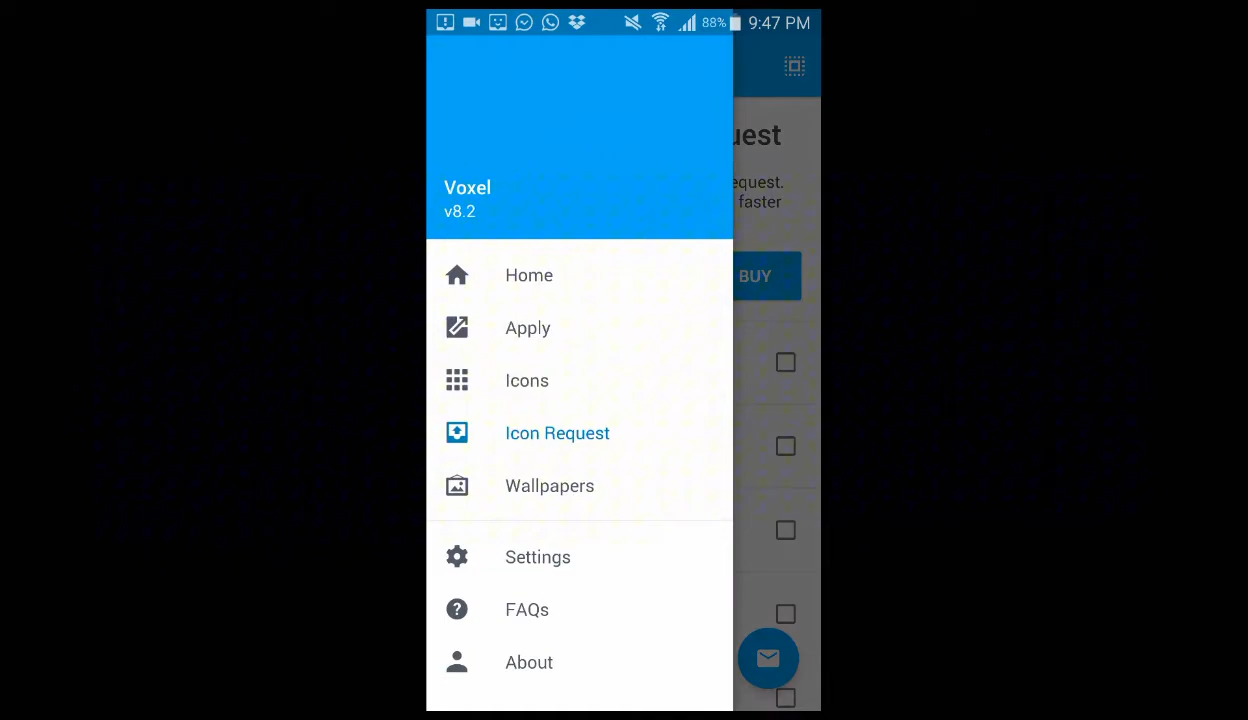 88% 9:47 PM
uest
equest.
faster
BUY
Voxel
v8.2
Home
Apply
Icons
Icon Request
Wallpapers
Settings
FAQs
About